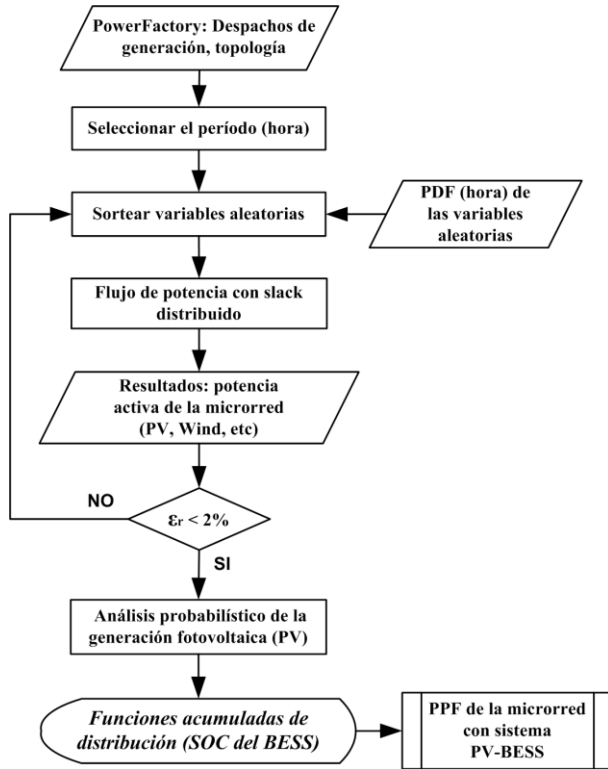 PowerFactory: Despachos de
generación, topología
Seleccionar el período (hora)
Sortear variables aleatorias
PDF (hora) de
las variables
aleatorias
Flujo de potencia con slack
distribuido
Resultados: potencia
activa de la microrred
(PV, Wind, etc)
NO
εr < 2%
SI
Análisis probabilístico de la
generación fotovoltaica (PV)
Funciones acumuladas de
distribución (SOC del BESS)
PPF de la microrred
con sistema
PV-BESS